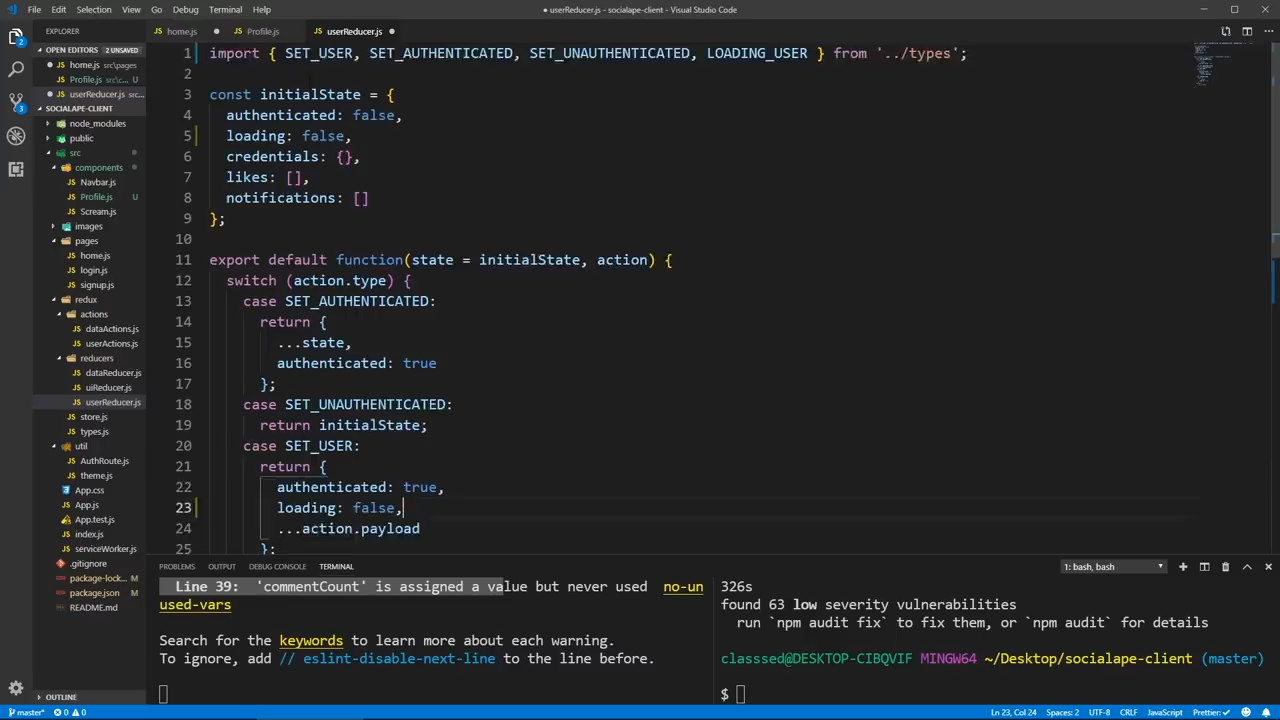 File Edit Selection View Go Debug Terminal Help
● userReducer.js - socialape-client - Visual Studio Code
EXPLORER
OPEN EDITORS 2 UNSAVED
● home.js src\pages
Profile.js src\c... U
● userReducer.js src...
SOCIALAPE-CLIENT
node_modules
public
src
components
Navbar.js
Profile.js U
Scream.js
images
pages
home.js
login.js
signup.js
redux
actions
dataActions.js
userActions.js
reducers
dataReducer.js
uiReducer.js
userReducer.js
store.js
types.js
util
AuthRoute.js
theme.js
App.css
App.js
App.test.js
index.js
serviceWorker.js
.gitignore
package-lock... M
package.json M
README.md
OUTLINE
home.js ● Profile.js userReducer.js ●
1 import { SET_USER, SET_AUTHENTICATED, SET_UNAUTHENTICATED, LOADING_USER } from '../types';
2
3 const initialState = {
4 authenticated: false,
5 loading: false,
6 credentials: {},
7 likes: [],
8 notifications: []
9 };
10
11 export default function(state = initialState, action) {
12 switch (action.type) {
13 case SET_AUTHENTICATED:
14 return {
15 ...state,
16 authenticated: true
17 };
18 case SET_UNAUTHENTICATED:
19 return initialState;
20 case SET_USER:
21 return {
22 authenticated: true,
23 loading: false,
24 ...action.payload
25 };
PROBLEMS OUTPUT DEBUG CONSOLE TERMINAL
1: bash, bash
Line 39: 'commentCount' is assigned a value but never used no-un
used-vars
Search for the keywords to learn more about each warning.
To ignore, add // eslint-disable-next-line to the line before.
326s
found 63 low severity vulnerabilities
run `npm audit fix` to fix them, or `npm audit` for details
classsed@DESKTOP-CIBQVIF MINGW64 ~/Desktop/socialape-client (master)
$
master* 0 0 Ln 23, Col 24 Spaces: 2 UTF-8 CRLF JavaScript Prettier: ✓